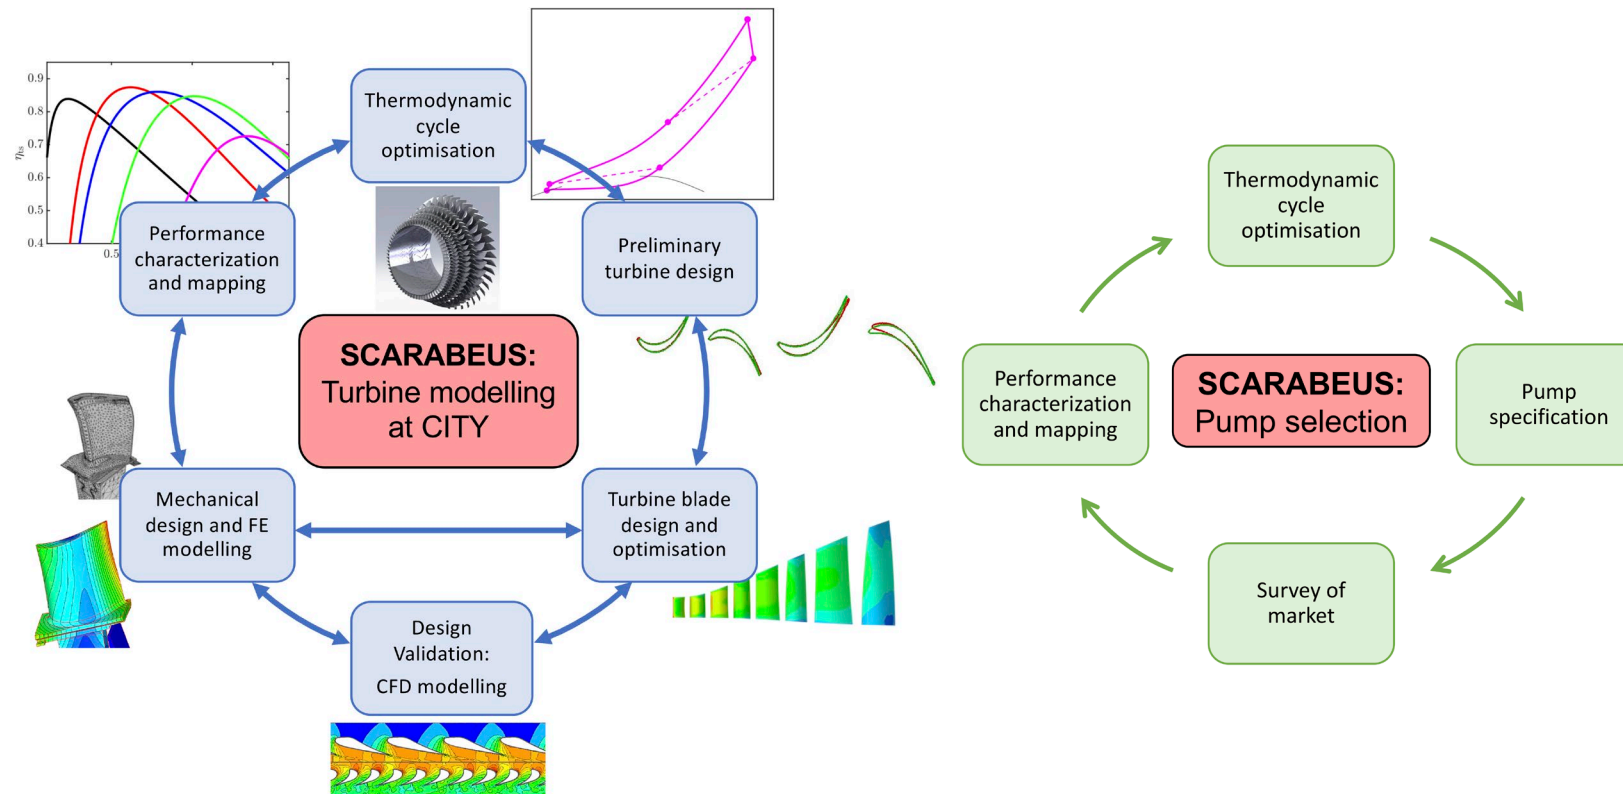 0.9
0.8
0.7
0.6
0.5
0.4
ηts
0.5
Thermodynamic
cycle
optimisation
Performance
characterization
and mapping
Preliminary
turbine design
SCARABEUS:
Turbine modelling
at CITY
Mechanical
design and FE
modelling
Turbine blade
design and
optimisation
Design
Validation:
CFD modelling
Thermodynamic
cycle
optimisation
Performance
characterization
and mapping
SCARABEUS:
Pump selection
Pump
specification
Survey of
market